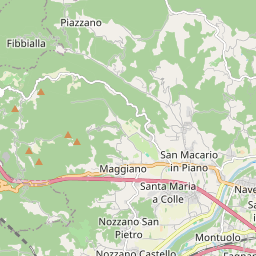 Piazzano
Fibbialla
San Macario
in Piano
Maggiano
Santa Maria
a Colle
Nave
Nozzano San
Pietro
Montuolo
Nozzano Castello